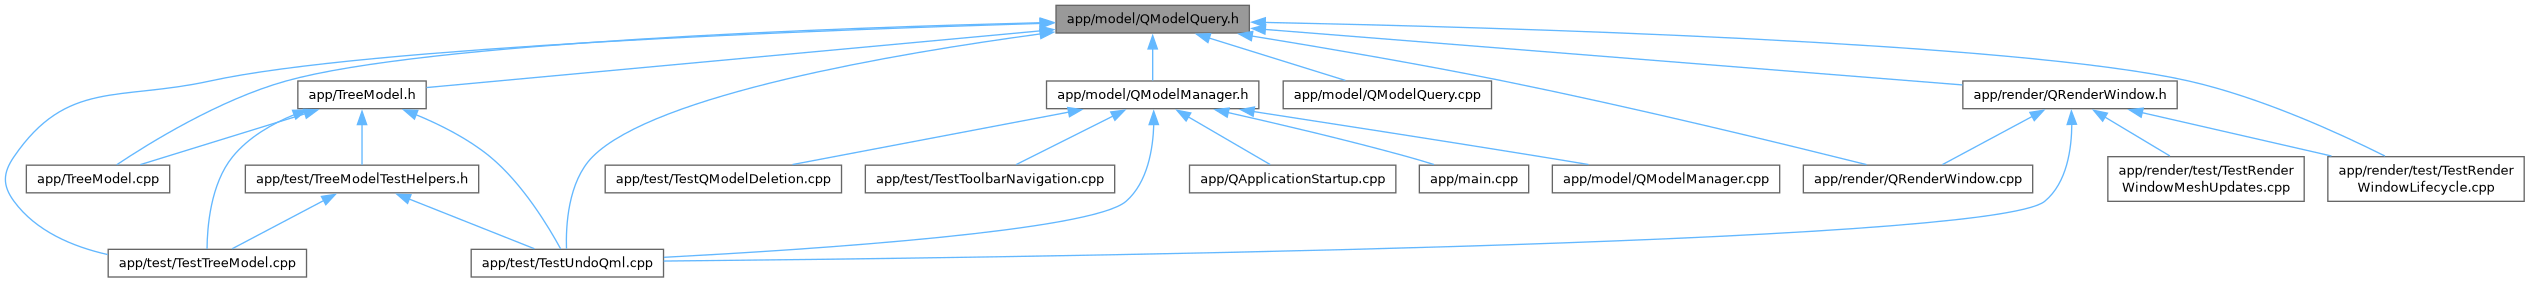 app/model/QModelQuery.h
app/TreeModel.h
app/model/QModelManager.h
app/model/QModelQuery.cpp
app/render/QRenderWindow.h
app/TreeModel.cpp
app/test/TreeModelTestHelpers.h
app/test/TestQModelDeletion.cpp
app/test/TestToolbarNavigation.cpp
app/QApplicationStartup.cpp
app/main.cpp
app/model/QModelManager.cpp
app/render/QRenderWindow.cpp
app/render/test/TestRender
WindowMeshUpdates.cpp
app/render/test/TestRender
WindowLifecycle.cpp
app/test/TestTreeModel.cpp
app/test/TestUndoQml.cpp